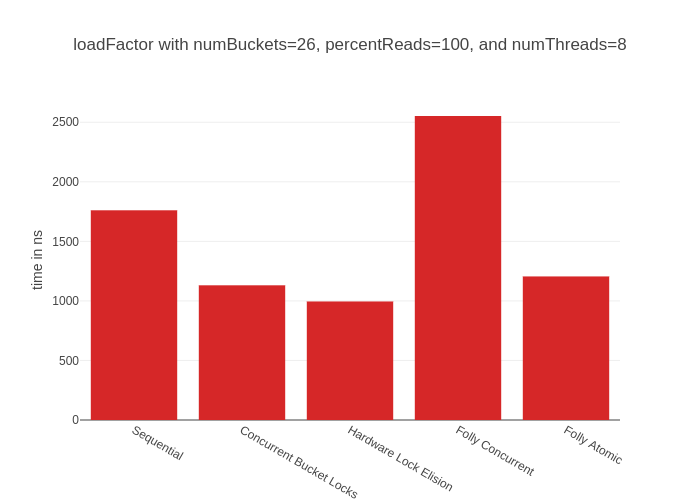 loadFactor with numBuckets=26, percentReads=100, and numThreads=8
time in ns
2500
2000
1500
1000
500
0
Sequential
Concurrent Bucket Locks
Hardware Lock Elision
Folly Concurrent
Folly Atomic